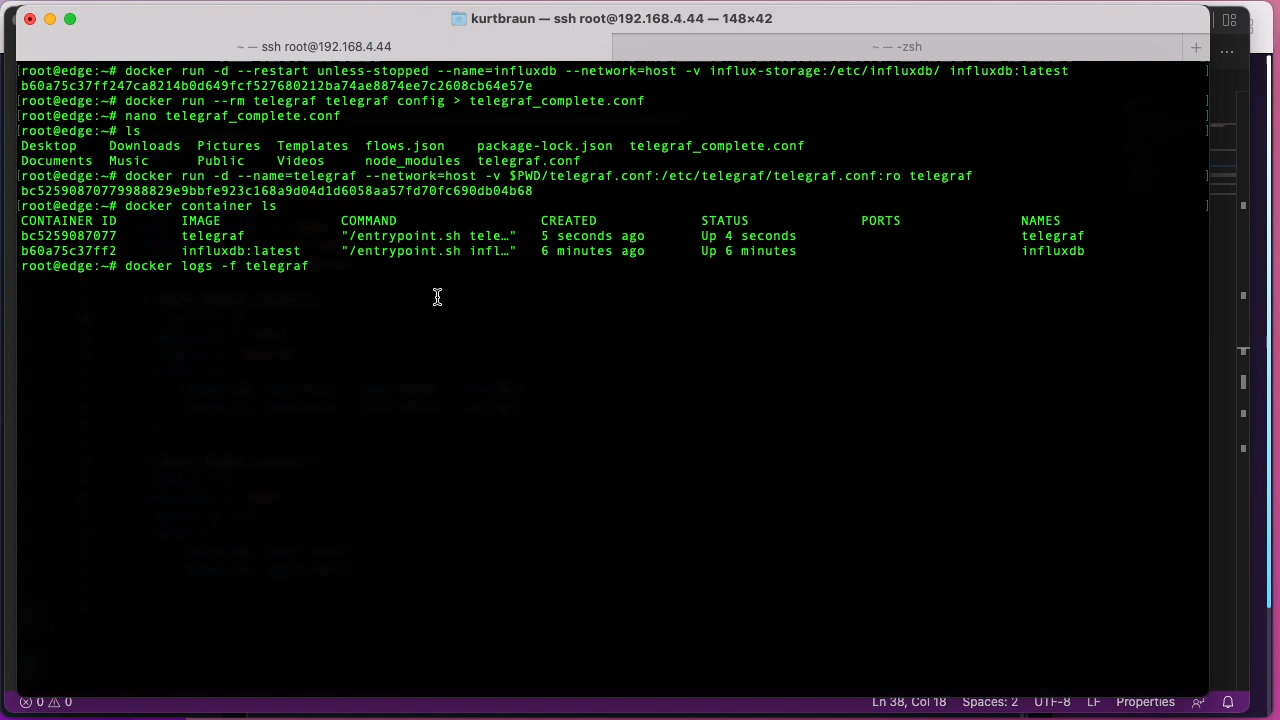 kurtbraun — ssh root@192.168.4.44 — 148×42
~ — ssh root@192.168.4.44
~ — -zsh
[root@edge:~# docker run -d --restart unless-stopped --name=influxdb --network=host -v influx-storage:/etc/influxdb/ influxdb:latest ]
b60a75c37ff247ca8214b0d649fcf527680212ba74ae8874ee7c2608cb64e57e
[root@edge:~# docker run --rm telegraf telegraf config > telegraf_complete.conf ]
[root@edge:~# nano telegraf_complete.conf ]
[root@edge:~# ls ]
Desktop Downloads Pictures Templates flows.json package-lock.json telegraf_complete.conf
Documents Music Public Videos node_modules telegraf.conf
[root@edge:~# docker run -d --name=telegraf --network=host -v $PWD/telegraf.conf:/etc/telegraf/telegraf.conf:ro telegraf ]
bc52590870779988829e9bbfe923c168a9d04d1d6058aa57fd70fc690db04b68
[root@edge:~# docker container ls ]
CONTAINER ID IMAGE COMMAND CREATED STATUS PORTS NAMES
bc5259087077 telegraf "/entrypoint.sh tele…" 5 seconds ago Up 4 seconds telegraf
b60a75c37ff2 influxdb:latest "/entrypoint.sh infl…" 6 minutes ago Up 6 minutes influxdb
root@edge:~# docker logs -f telegraf
0 0 Ln 38, Col 18 Spaces: 2 UTF-8 LF Properties